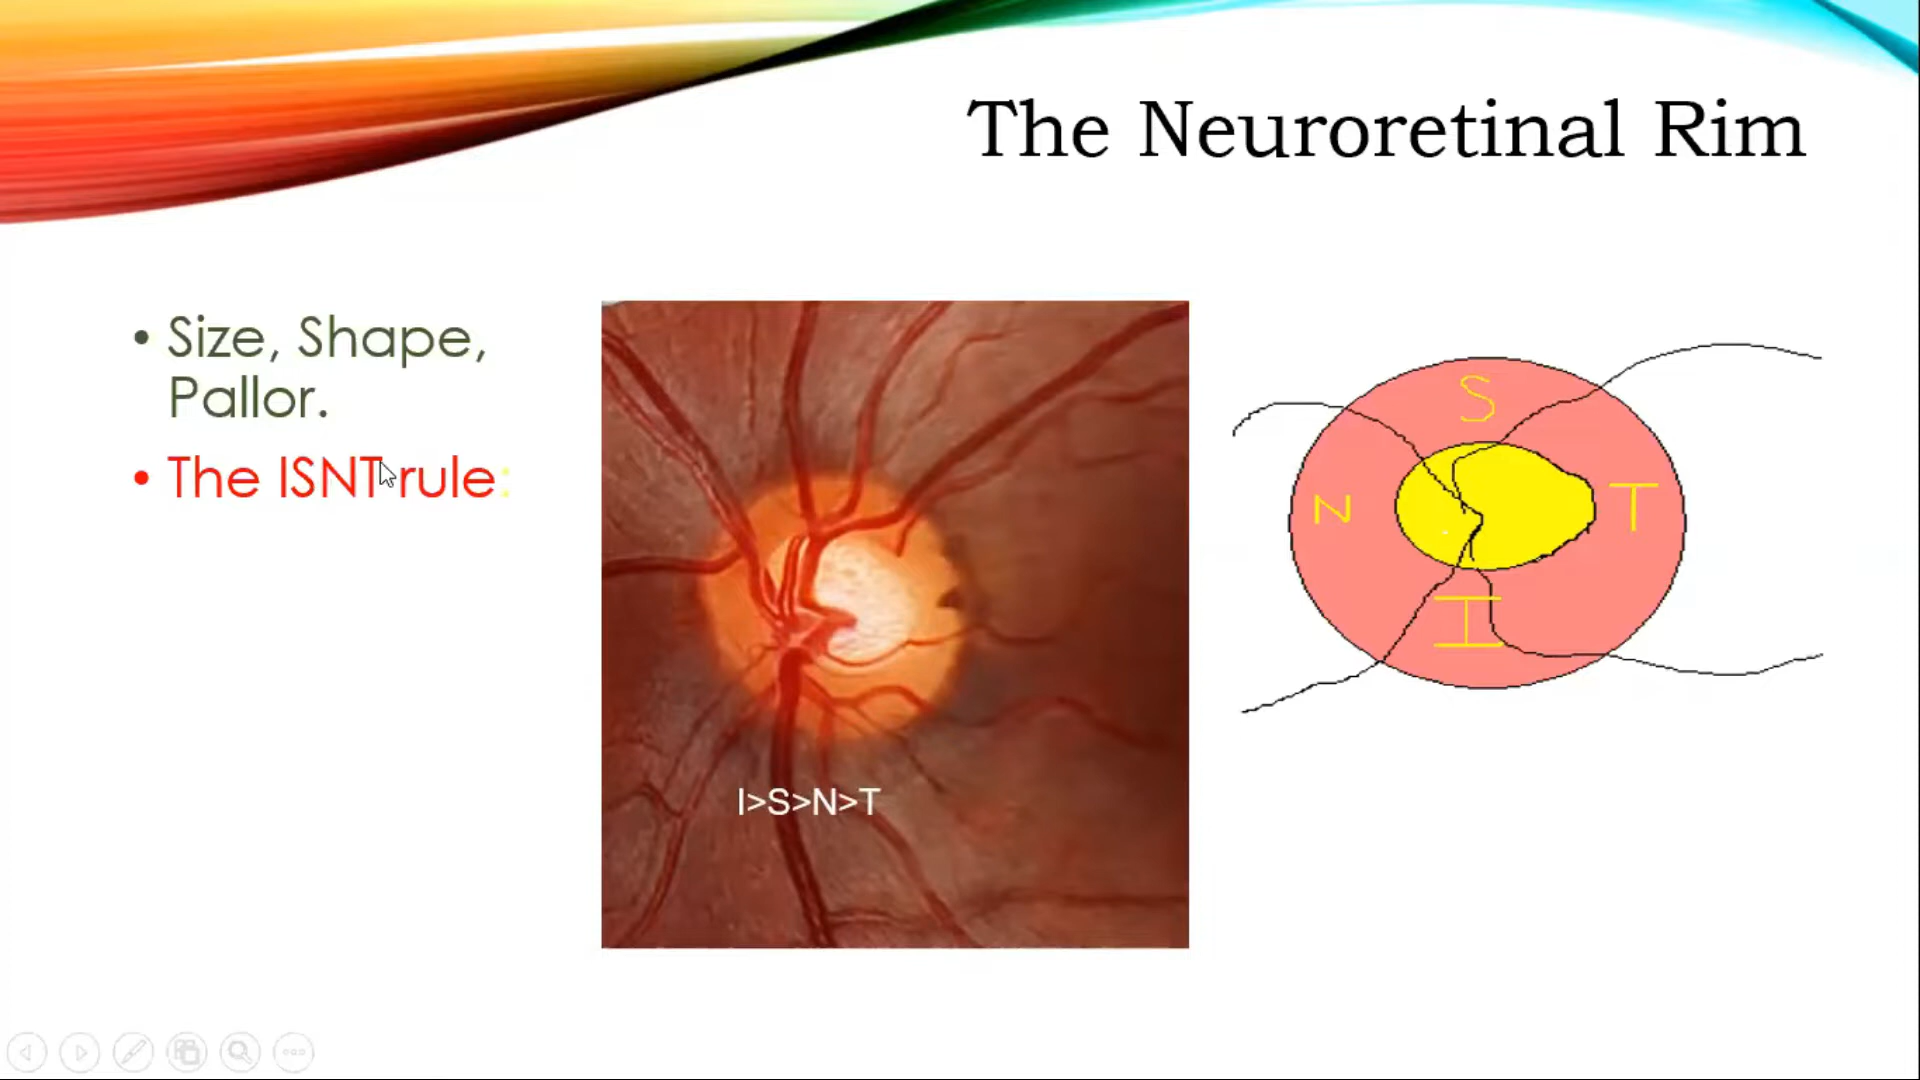 The Neuroretinal Rim
• Size, Shape,
Pallor.
• The ISNT rule:
I>S>N>T
S
N
T
I